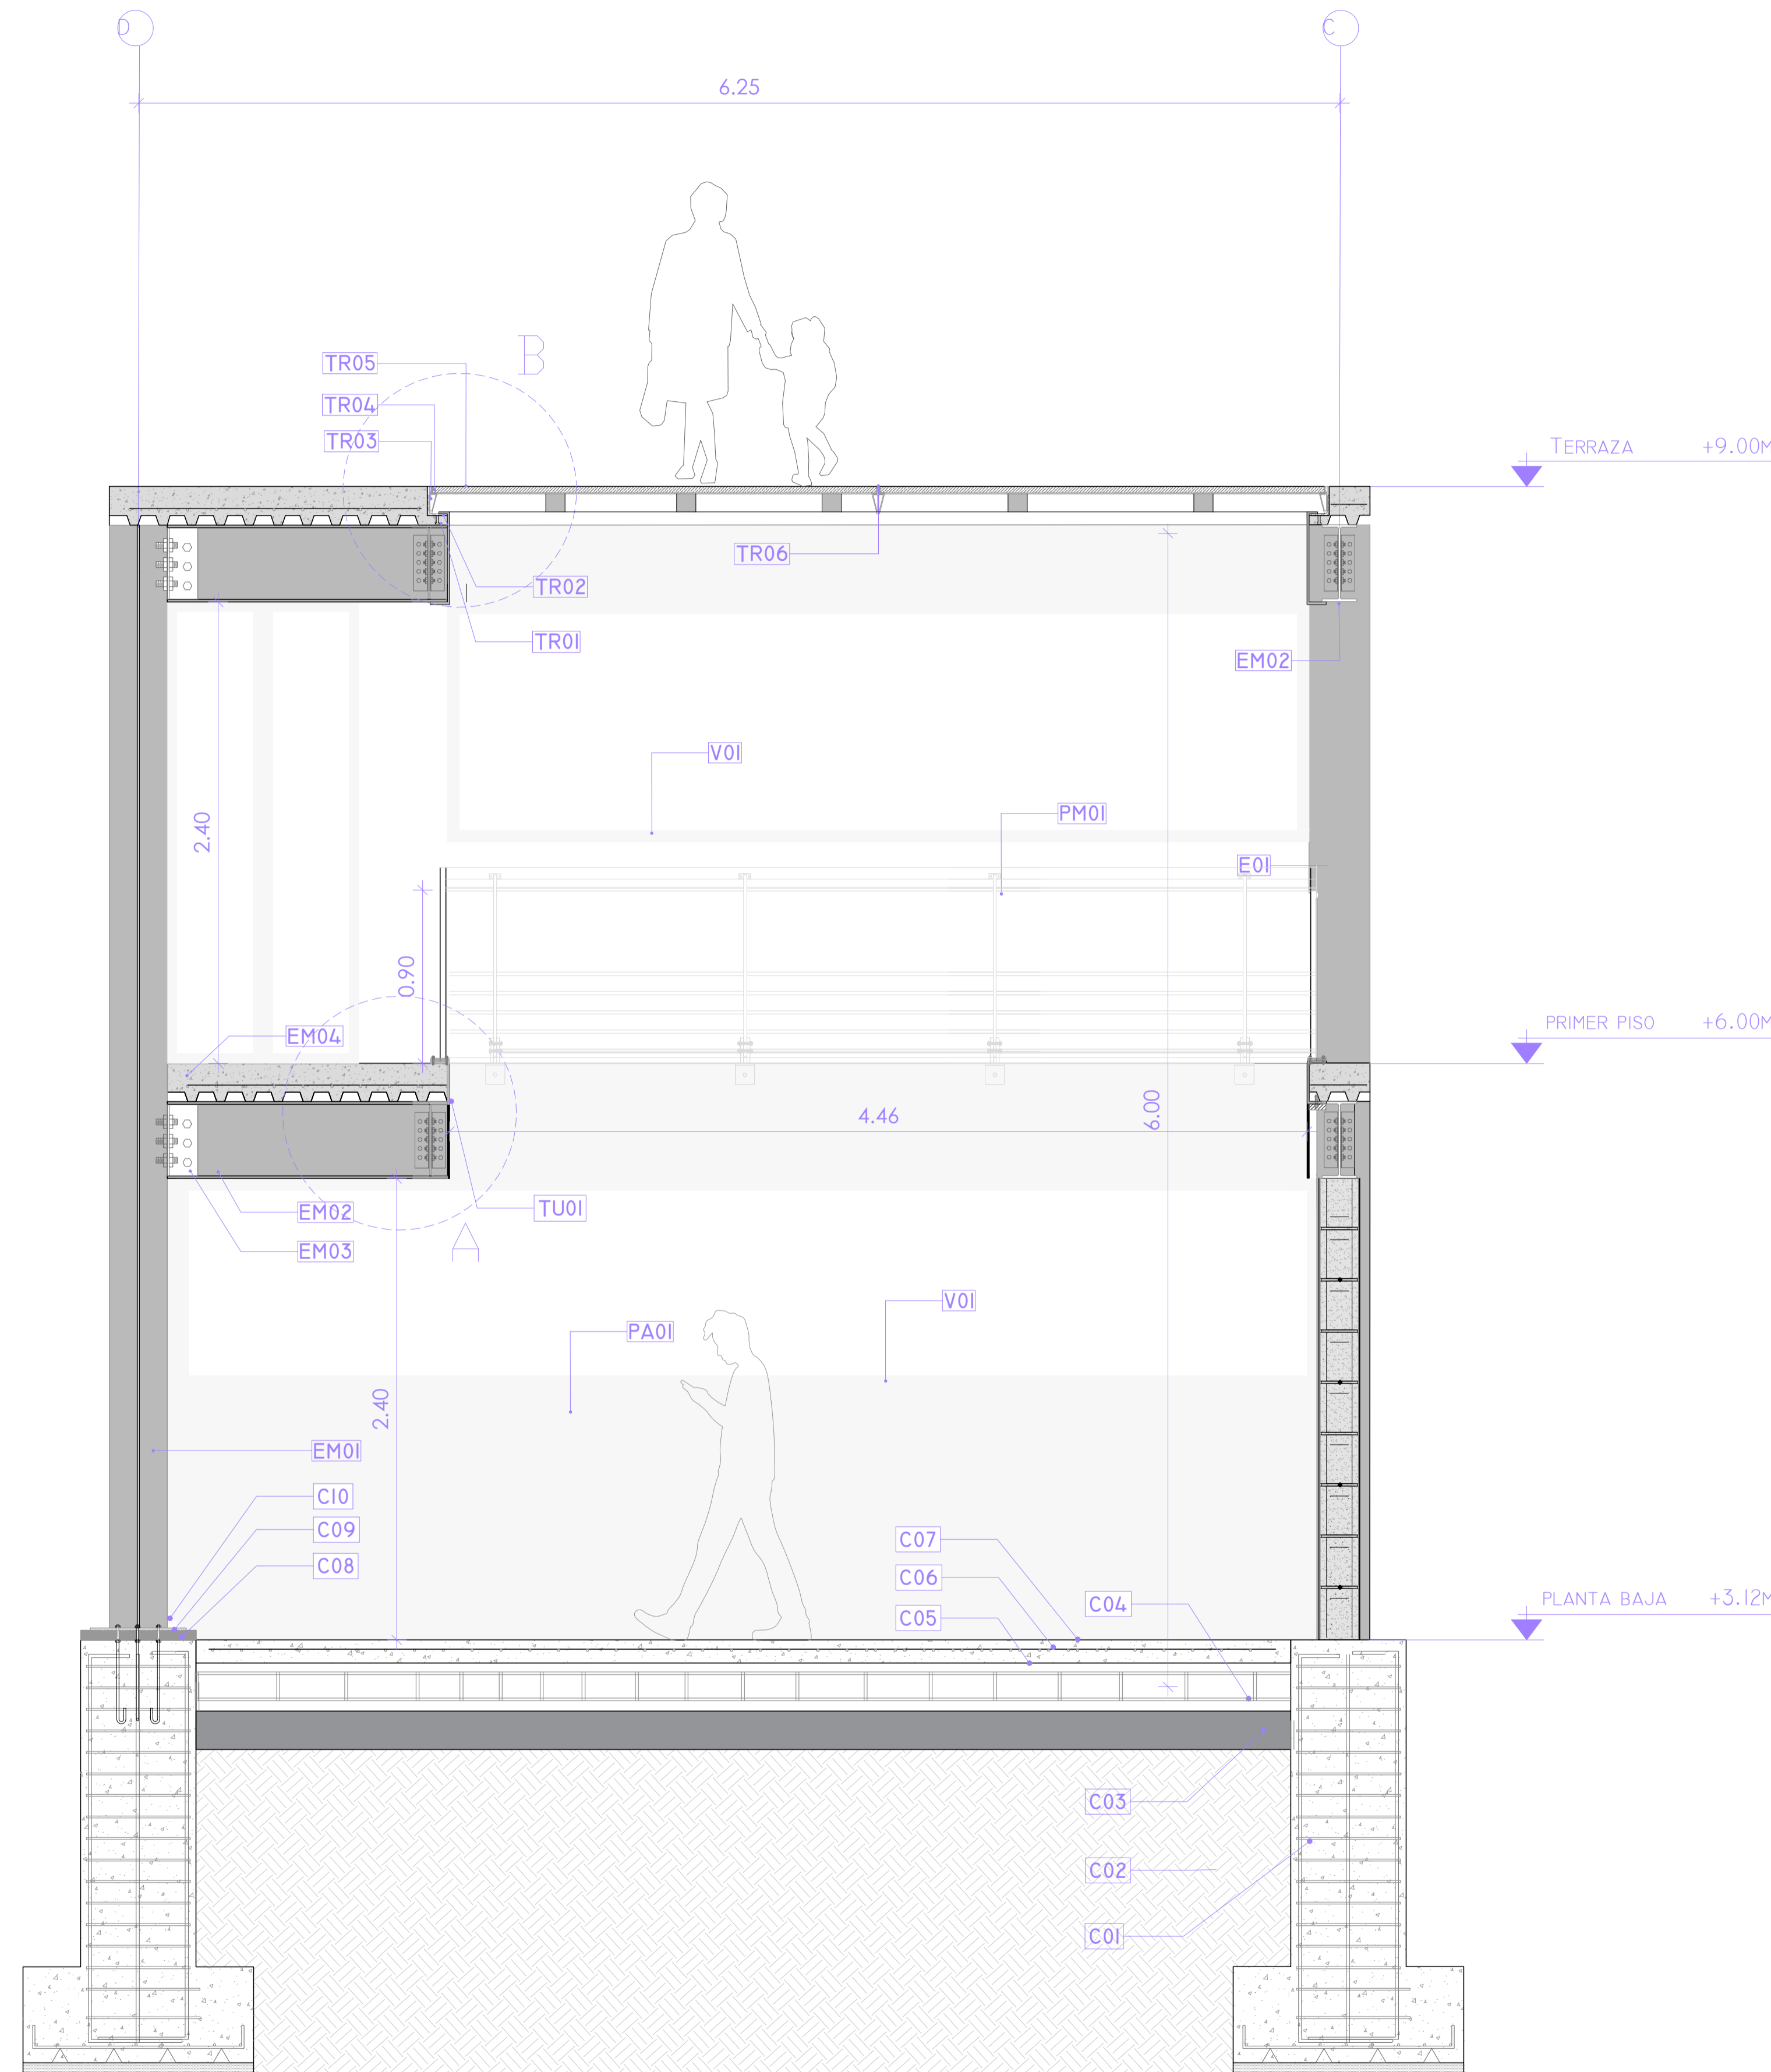 D
C
6.25
B
TR05
TR04
TR03
TERRAZA +9.00M
TR06
TR02
TR01
EM02
V01
PM01
2.40
E01
0.90
EM04
PRIMER PISO +6.00M
4.46
6.00
EM02
TU01
EM03
A
V01
PA01
2.40
EM01
C10
C09
C08
C07
C06
C05
C04
PLANTA BAJA +3.12M
C03
C02
C01